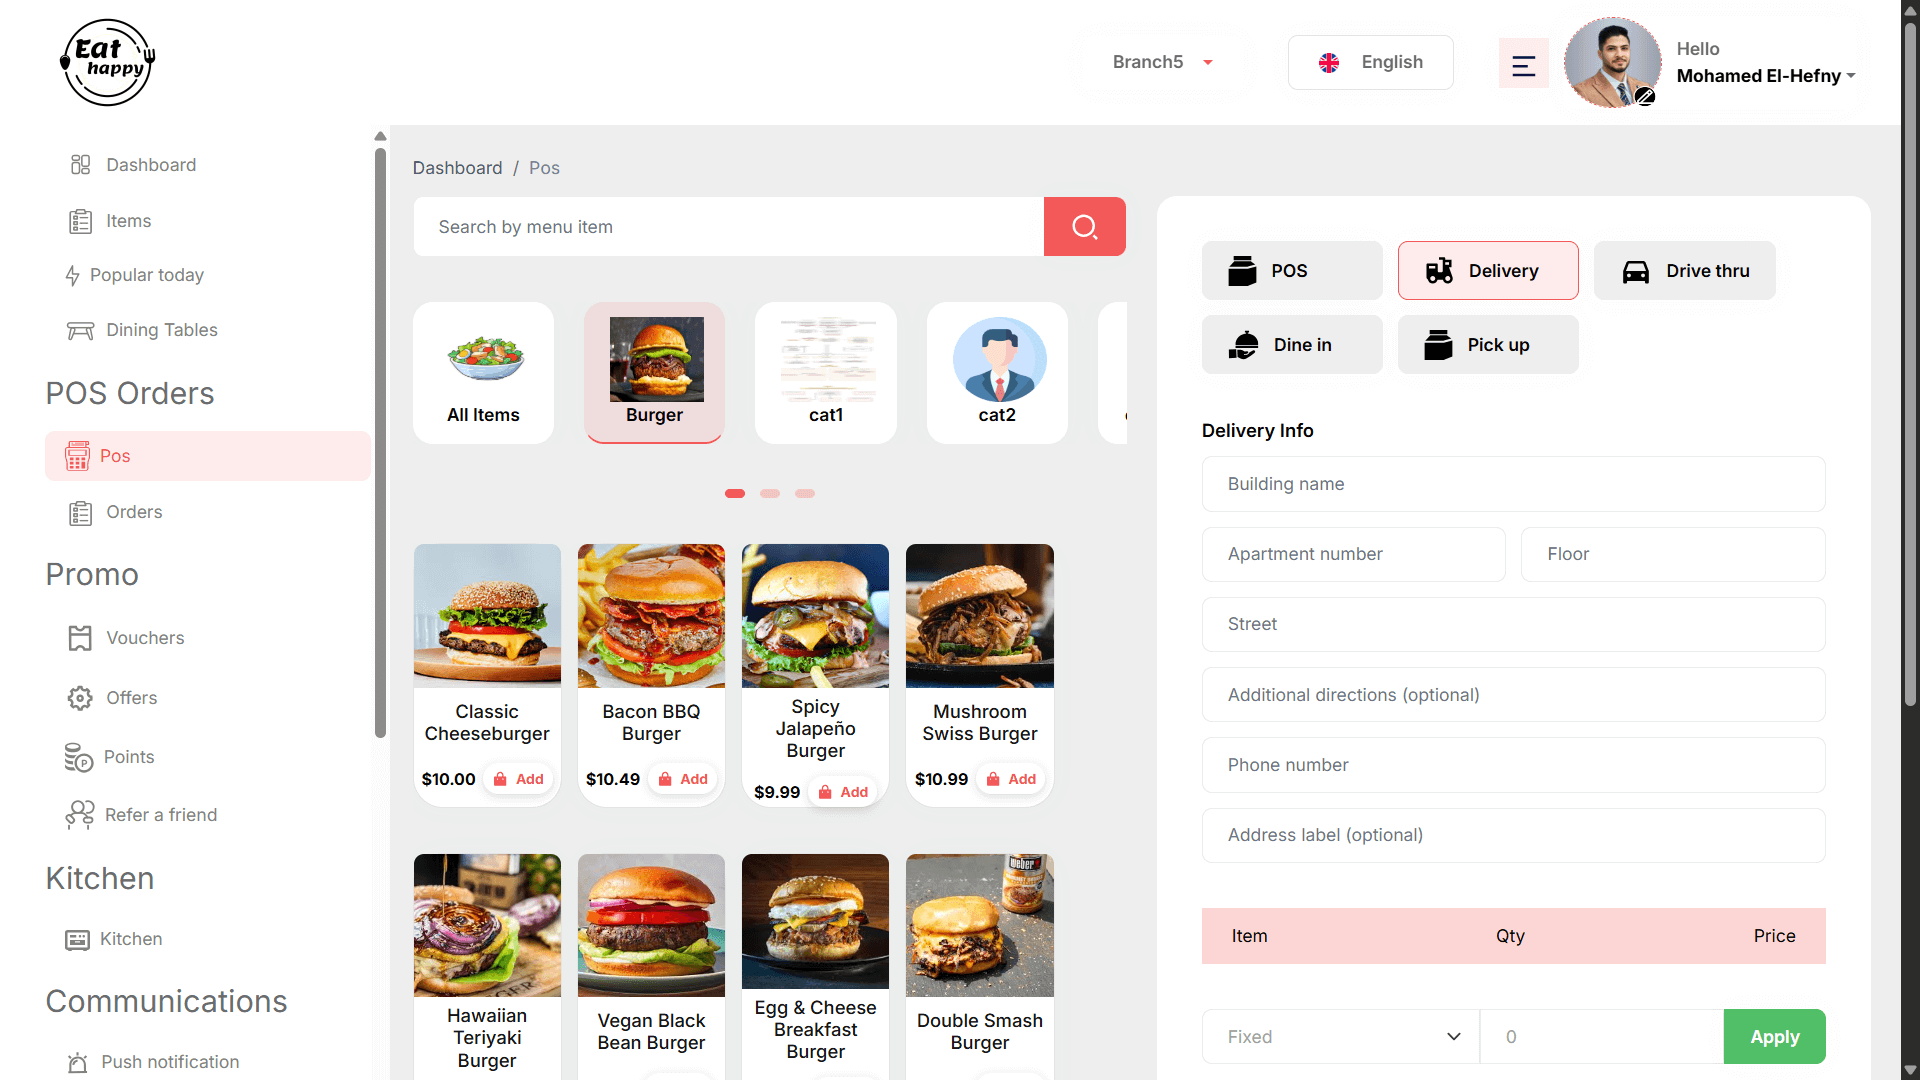 Eat
happy
Branch5
English
Hello
Mohamed El-Hefny
Dashboard
Items
Popular today
Dining Tables
POS Orders
Pos
Orders
Promo
Vouchers
Offers
Points
Refer a friend
Kitchen
Kitchen
Communications
Push notification
Dashboard / Pos
Search by menu item
All Items
Burger
cat1
cat2
Classic
Cheeseburger
$10.00 Add
Bacon BBQ
Burger
$10.49 Add
Spicy
Jalapeño
Burger
$9.99 Add
Mushroom
Swiss Burger
$10.99 Add
Hawaiian
Teriyaki
Burger
Vegan Black
Bean Burger
Egg & Cheese
Breakfast
Burger
weber
Double Smash
Burger
POS
Delivery
Drive thru
Dine in
Pick up
Delivery Info
Building name
Apartment number
Floor
Street
Additional directions (optional)
Phone number
Address label (optional)
Item Qty Price
Fixed
0
Apply